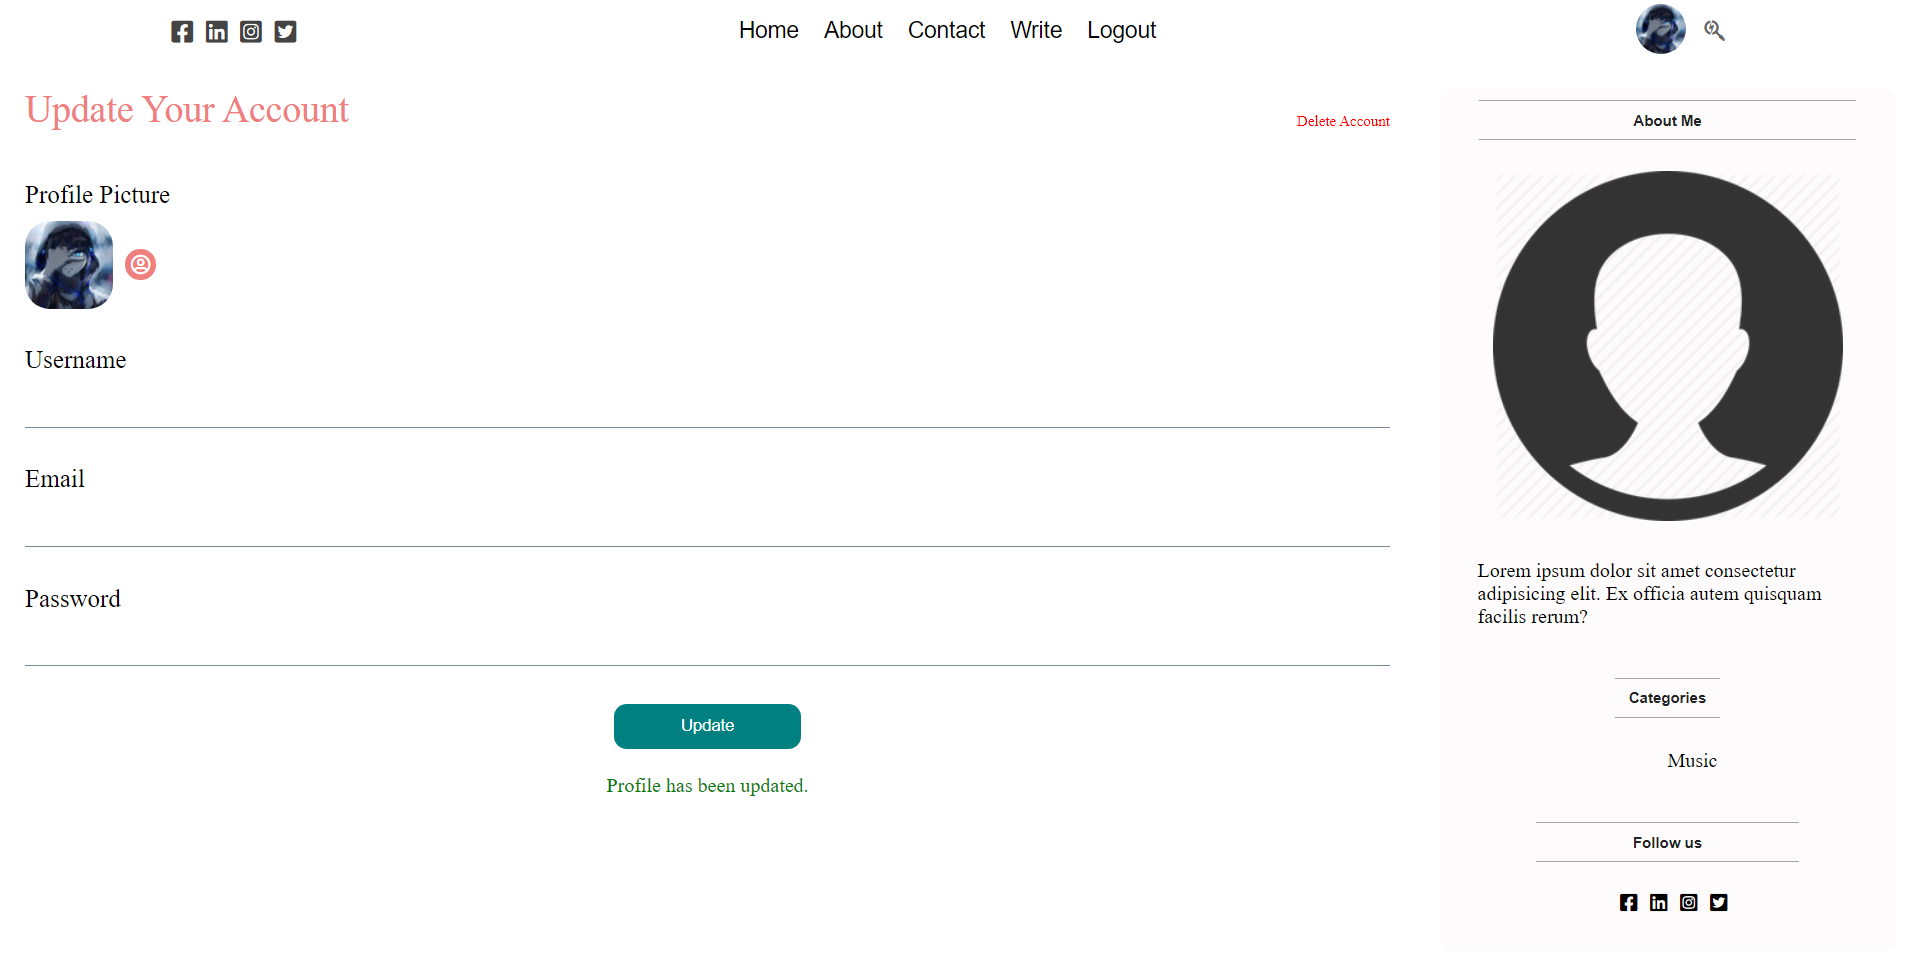 Home About Contact Write Logout
Update Your Account
Delete Account
Profile Picture
Username
Email
Password
Update
Profile has been updated.
About Me
Lorem ipsum dolor sit amet consectetur
adipisicing elit. Ex officia autem quisquam
facilis rerum?
Categories
Music
Follow us